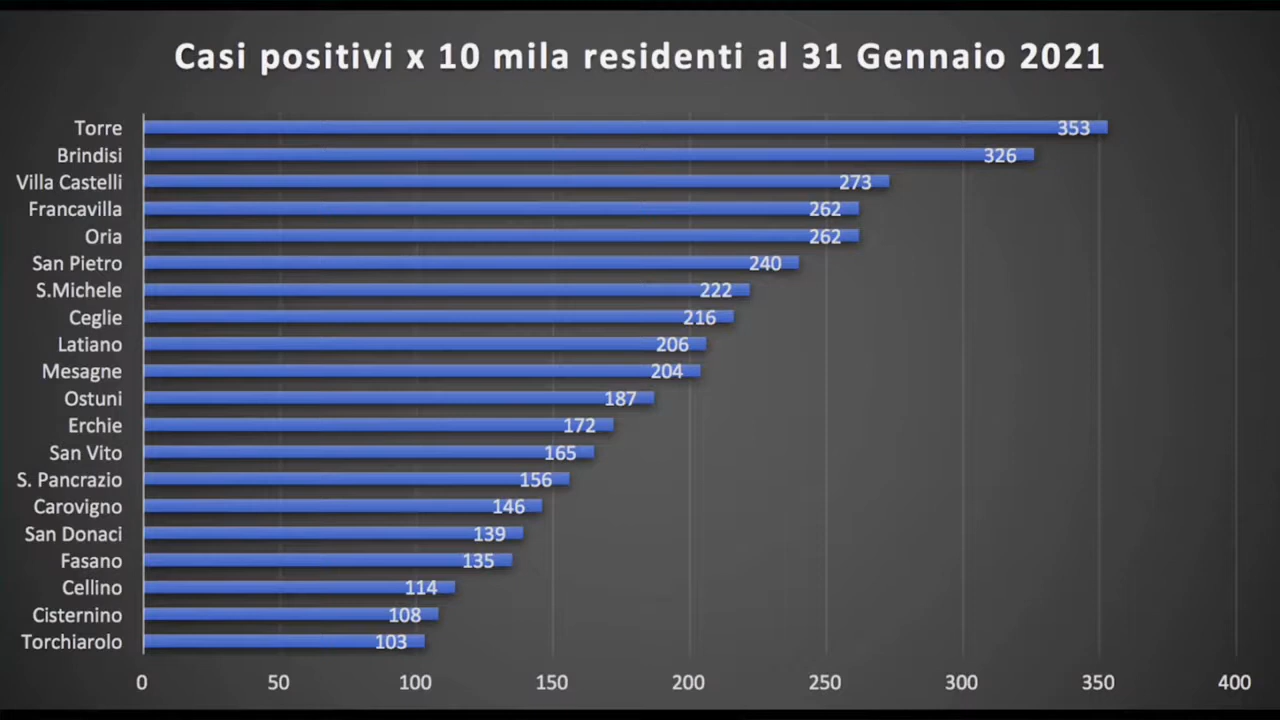 Casi positivi x 10 mila residenti al 31 Gennaio 2021
Torre 353
Brindisi 326
Villa Castelli 273
Francavilla 262
Oria 262
San Pietro 240
S.Michele 222
Ceglie 216
Latiano 206
Mesagne 204
Ostuni 187
Erchie 172
San Vito 165
S. Pancrazio 156
Carovigno 146
San Donaci 139
Fasano 135
Cellino 114
Cisternino 108
Torchiarolo 103
0 50 100 150 200 250 300 350 400